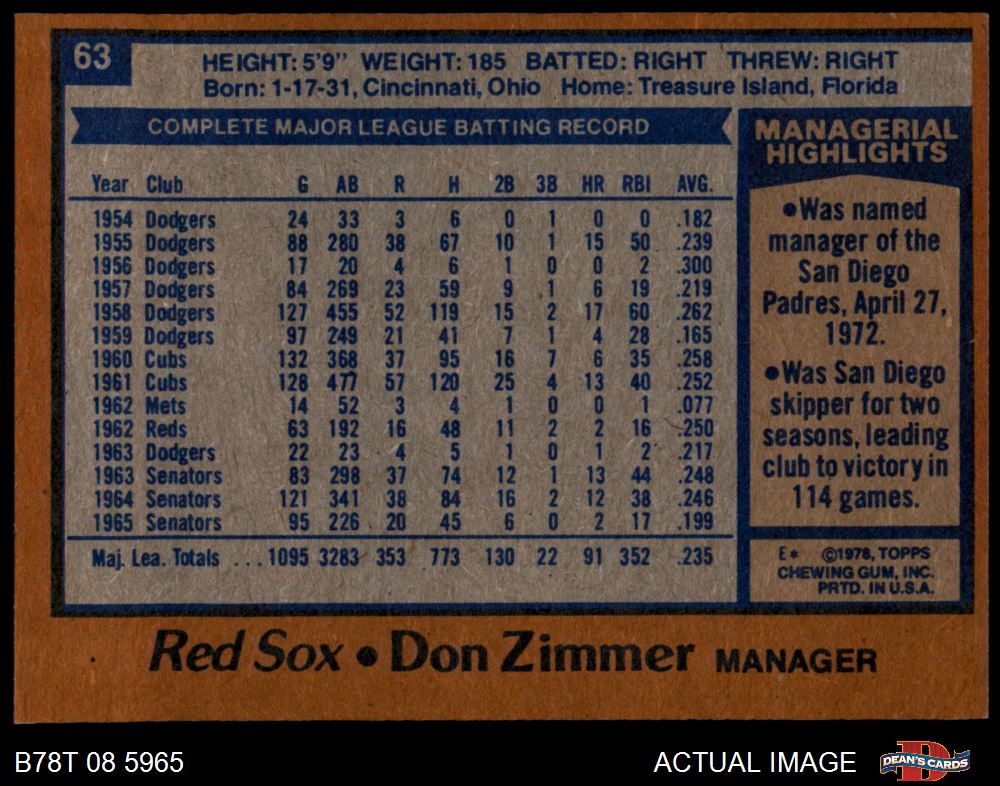 63
HEIGHT: 5'9" WEIGHT: 185 BATTED: RIGHT THREW: RIGHT
Born: 1-17-31, Cincinnati, Ohio Home: Treasure Island, Florida
COMPLETE MAJOR LEAGUE BATTING RECORD
Year Club G AB R H 2B 3B HR RBI AVG.
1954 Dodgers 24 33 3 6 0 1 0 0 .182
1955 Dodgers 88 280 38 67 10 1 15 50 .239
1956 Dodgers 17 20 4 6 1 0 0 2 .300
1957 Dodgers 84 269 23 59 9 1 6 19 .219
1958 Dodgers 127 455 52 119 15 2 17 60 .262
1959 Dodgers 97 249 21 41 7 1 4 28 .165
1960 Cubs 132 368 37 95 16 7 6 35 .258
1961 Cubs 128 477 57 120 25 4 13 40 .252
1962 Mets 14 52 3 4 1 0 0 1 .077
1962 Reds 63 192 16 48 11 2 2 16 .250
1963 Dodgers 22 23 4 5 1 0 1 2 .217
1963 Senators 83 298 37 74 12 1 13 44 .248
1964 Senators 121 341 38 84 16 2 12 38 .246
1965 Senators 95 226 20 45 6 0 2 17 .199
Maj. Lea. Totals ... 1095 3283 353 773 130 22 91 352 .235
MANAGERIAL
HIGHLIGHTS
●Was named
manager of the
San Diego
Padres, April 27,
1972.
●Was San Diego
skipper for two
seasons, leading
club to victory in
114 games.
E* ©1978, TOPPS
CHEWING GUM, INC.
PRTD. IN U.S.A.
Red Sox ● Don Zimmer MANAGER
B78T 08 5965
ACTUAL IMAGE
DEAN'S CARDS